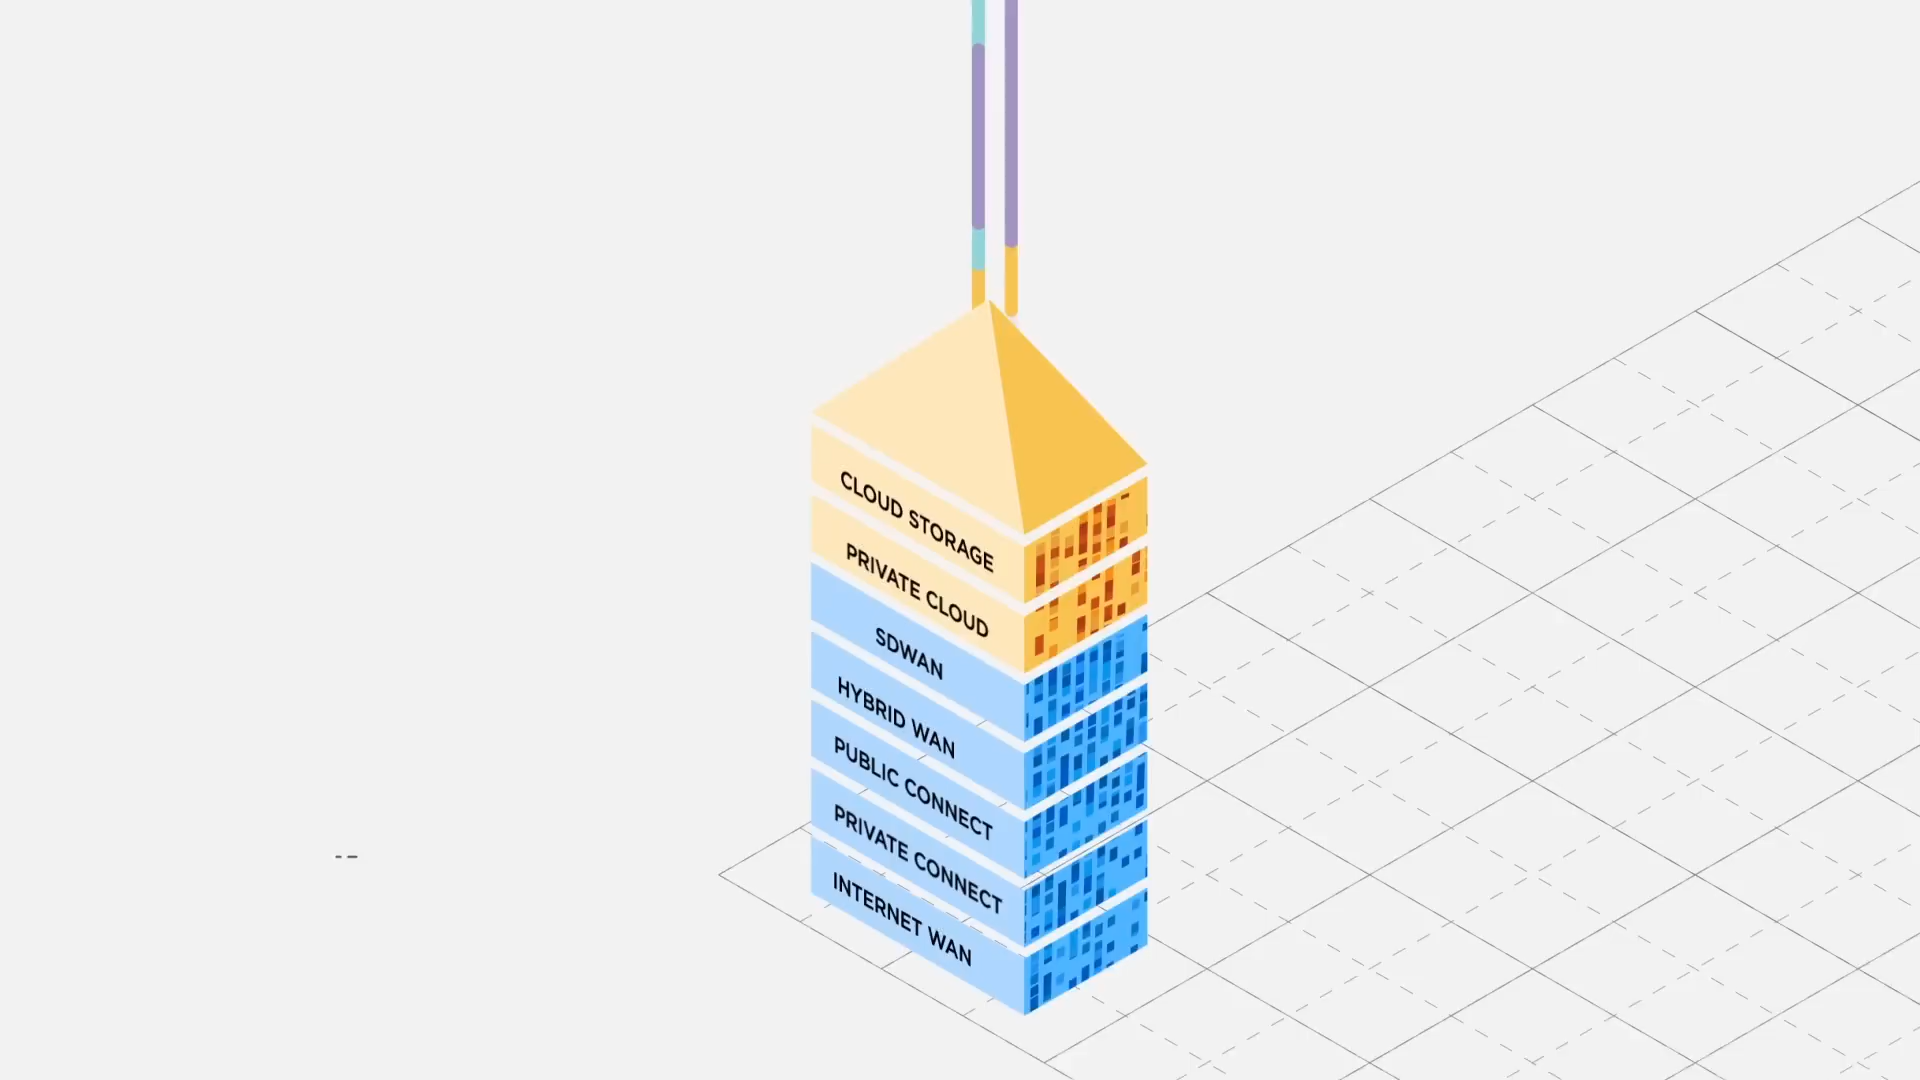 CLOUD STORAGE
PRIVATE CLOUD
SDWAN
HYBRID WAN
PUBLIC CONNECT
PRIVATE CONNECT
INTERNET WAN